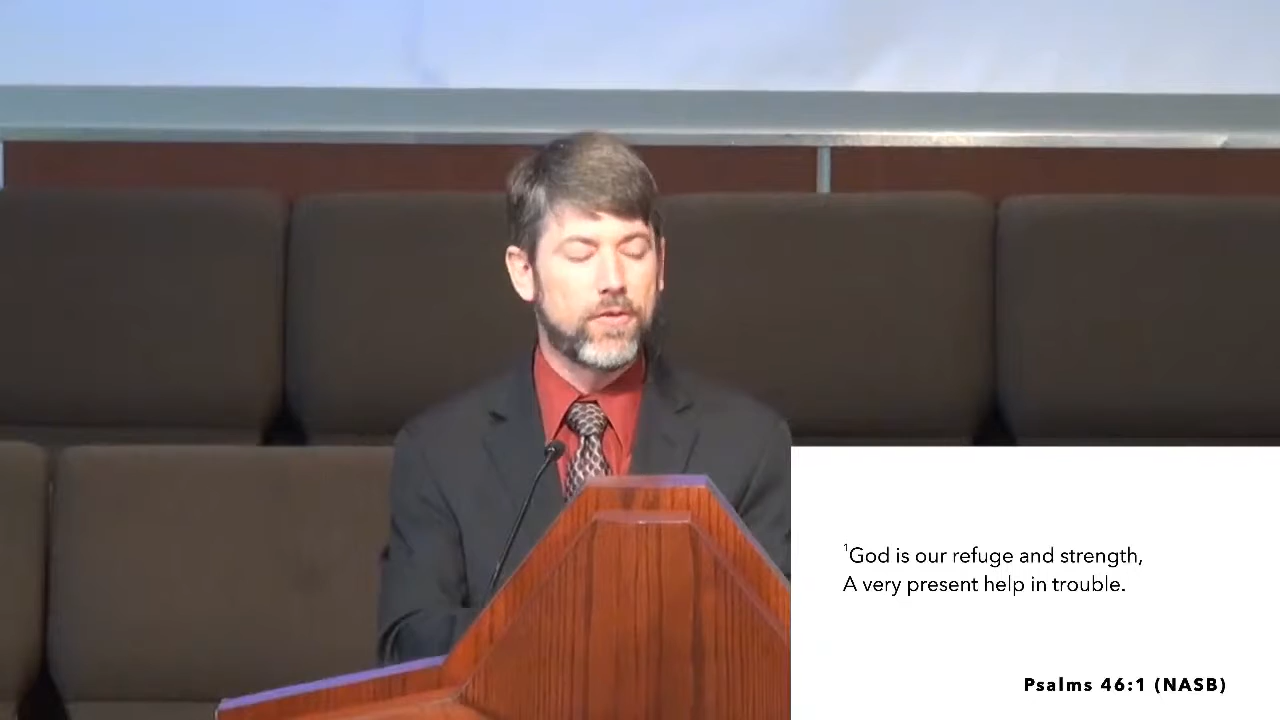 ¹God is our refuge and strength,
A very present help in trouble.
Psalms 46:1 (NASB)